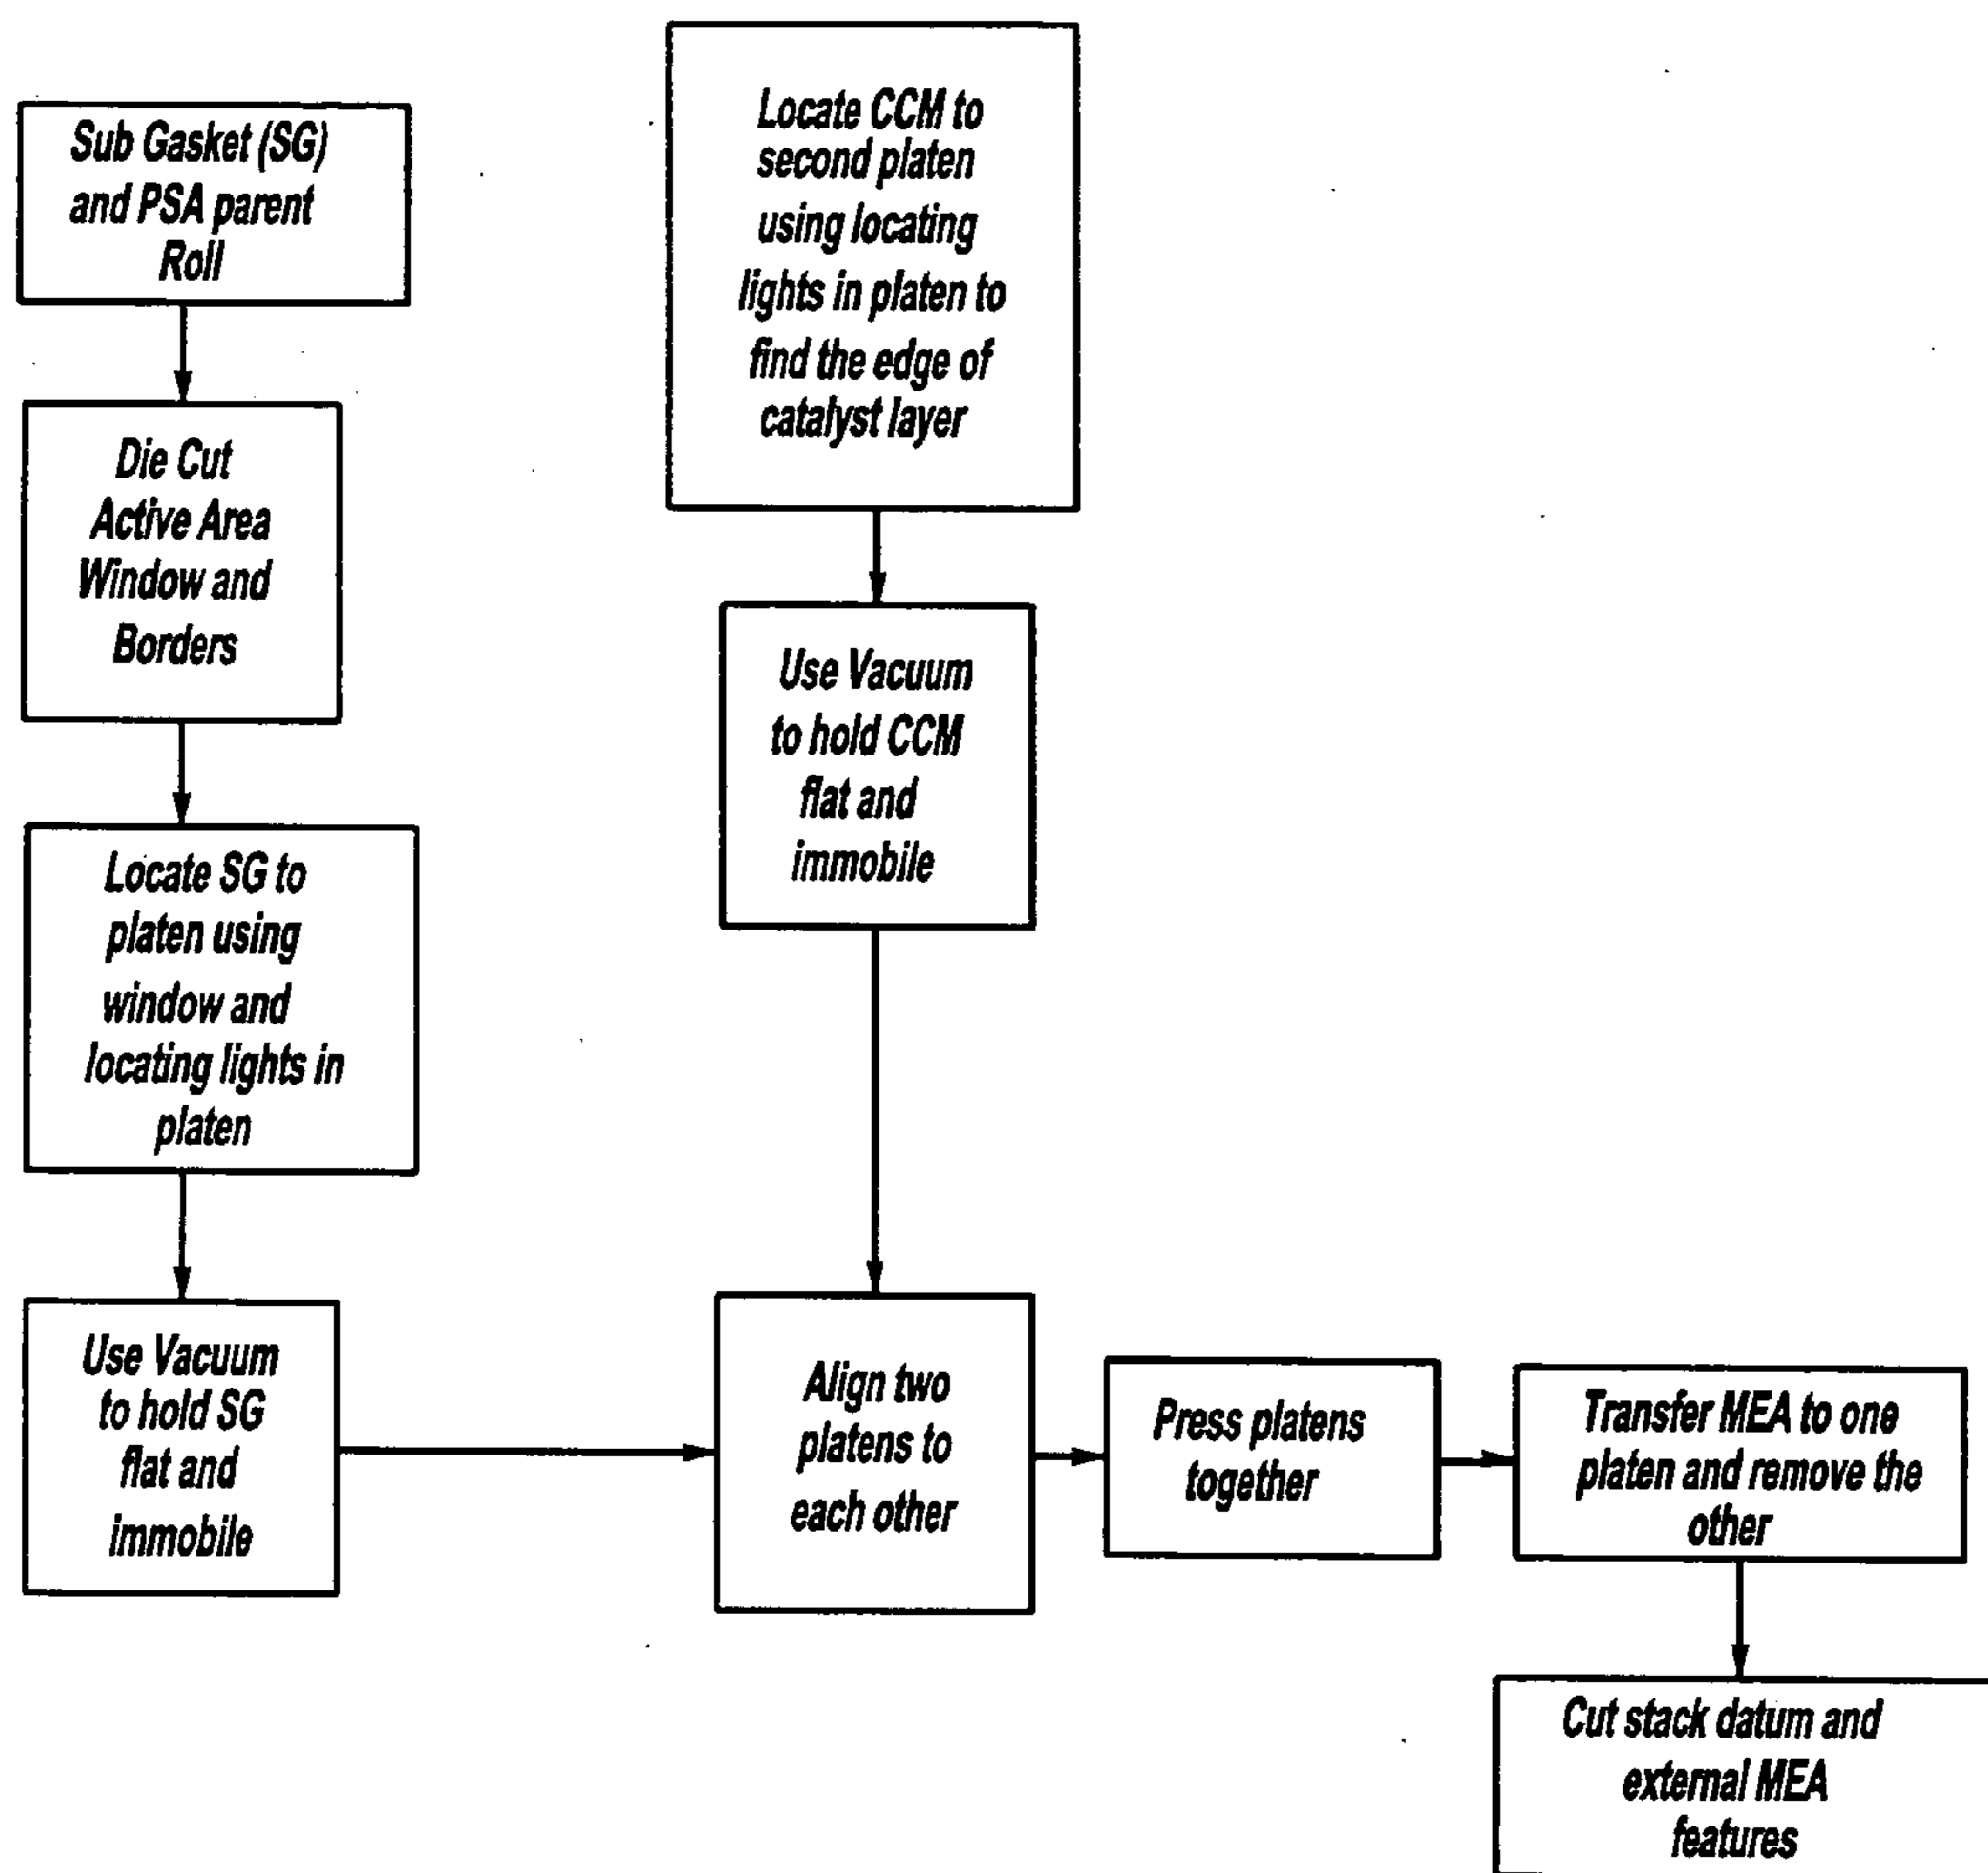 Sub Gasket (SG)
and PSA parent
Roll
Die Cut
Active Area
Window and
Borders
Locate SG to
platen using
window and
locating lights in
platen
Use Vacuum
to hold SG
flat and
immobile
Locate CCM to
second platen
using locating
lights in platen to
find the edge of
catalyst layer
Use Vacuum
to hold CCM
flat and
immobile
Align two
platens to
each other
Press platens
together
Transfer MEA to one
platen and remove the
other
Cut stack datum and
external MEA
features